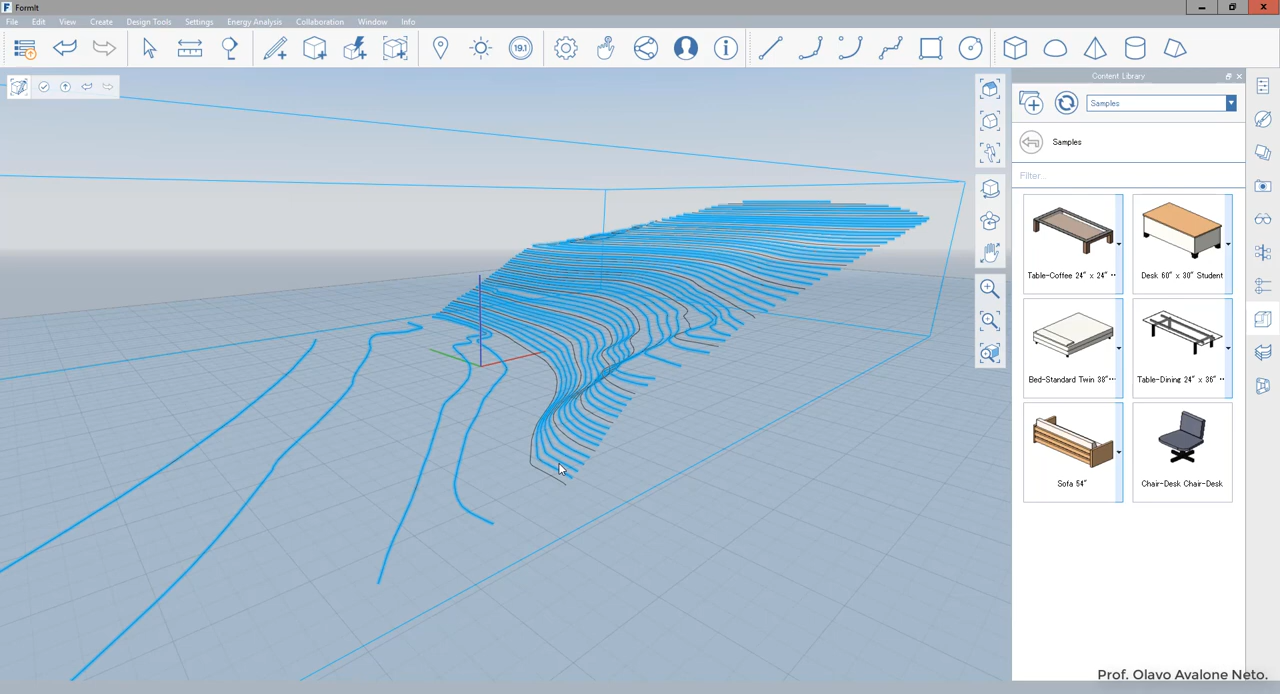 FormIt
File Edit View Create Design Tools Settings Energy Analysis Collaboration Window Info
19.1
Content Library
Samples
Samples
Filter...
Table-Coffee 24" x 24" ··
Desk 60" x 30" Student
Bed-Standard Twin 38"···
Table-Dining 24" x 36" ··
Sofa 54"
Chair-Desk Chair-Desk
Prof. Olavo Avalone Neto.